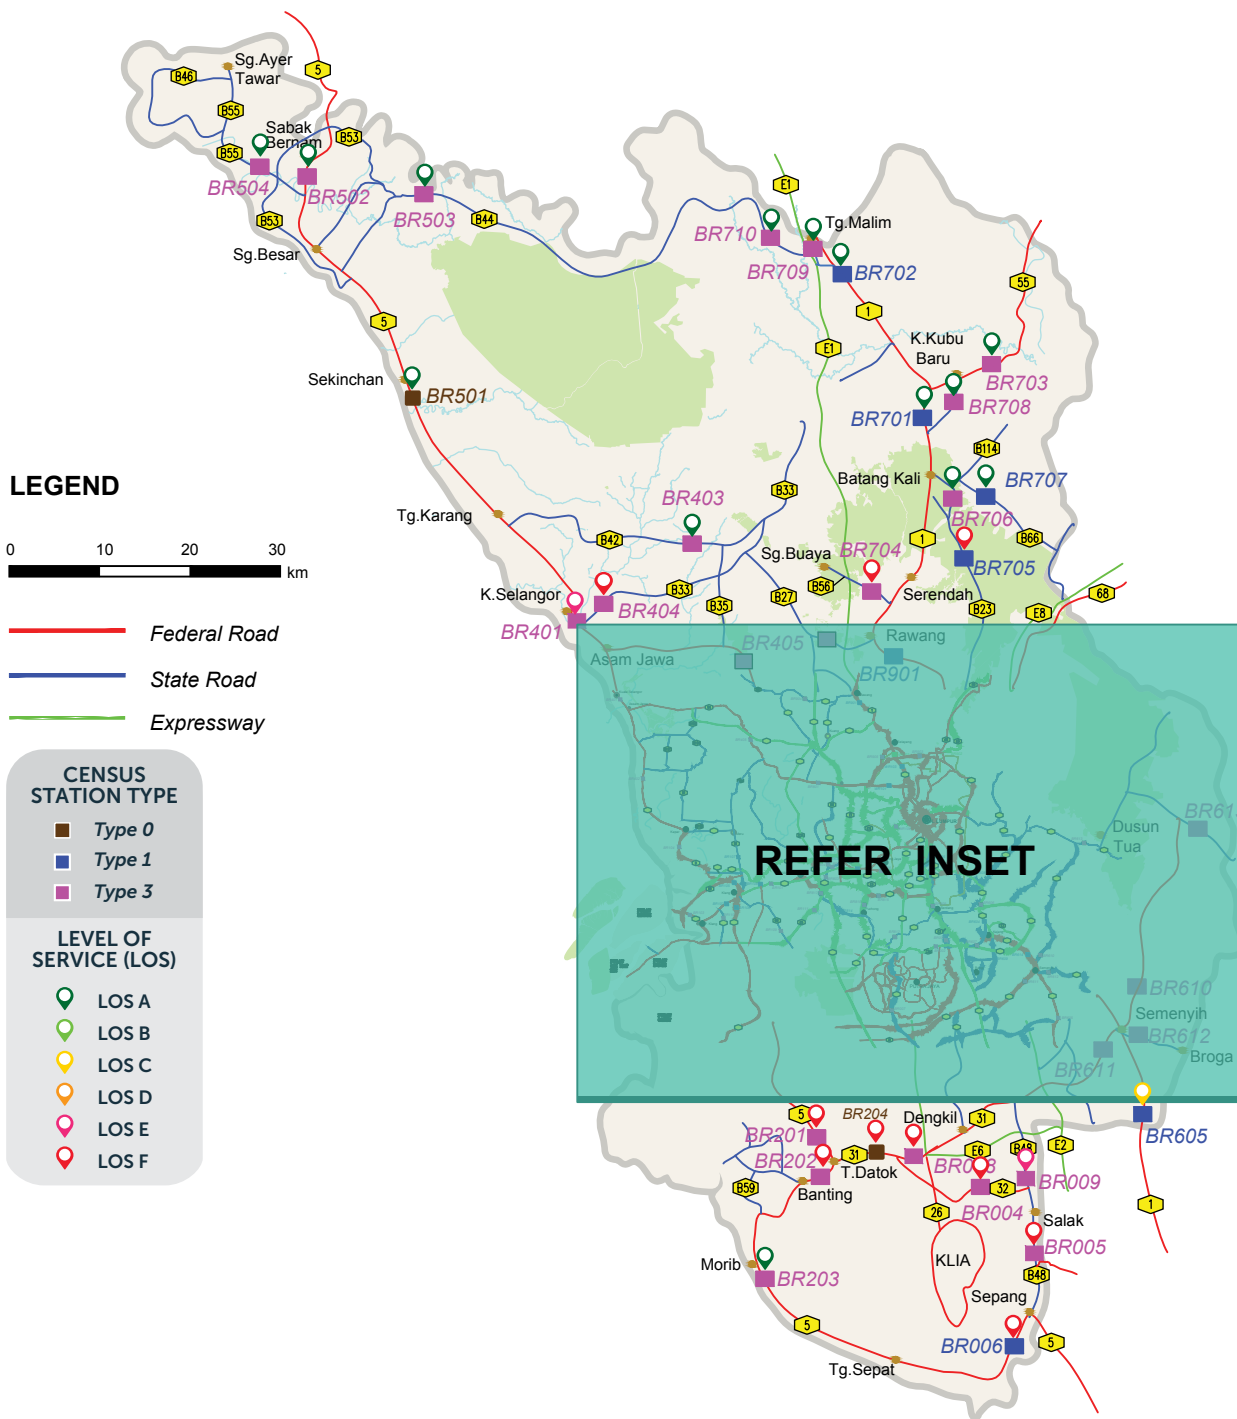 Sg.Ayer
Tawar
5
B46
B55
Sabak
Bernam
B53
B55
BR504
BR502
BR503
B53
B44
Sg.Besar
E1
Tg.Malim
BR710
BR709
BR702
55
1
5
E1
K.Kubu
Baru
BR703
Sekinchan
BR501
BR708
BR701
B114
LEGEND
Batang Kali
BR707
B33
BR403
BR706
Tg.Karang
B42
1
B66
0 10 20 30
km
Sg.Buaya
BR704
BR705
B56
K.Selangor
B33
B27
Serendah
68
BR404
B35
B23
E8
BR401
Federal Road
BR405
Rawang
Asam Jawa
BR901
State Road
Expressway
CENSUS
STATION TYPE
Type 0
Type 1
Type 3
Dusun
Tua
REFER INSET
LEVEL OF
SERVICE (LOS)
LOS A
LOS B
LOS C
LOS D
LOS E
LOS F
BR610
Semenyih
BR612
Broga
BR611
5
BR204
Dengkil
31
BR201
BR605
BR202
31
E6
B48
E2
T.Datok
BR009
B59
Banting
32
BR004
1
26
Salak
BR005
Morib
KLIA
BR203
B48
Sepang
5
BR006
5
Tg.Sepat